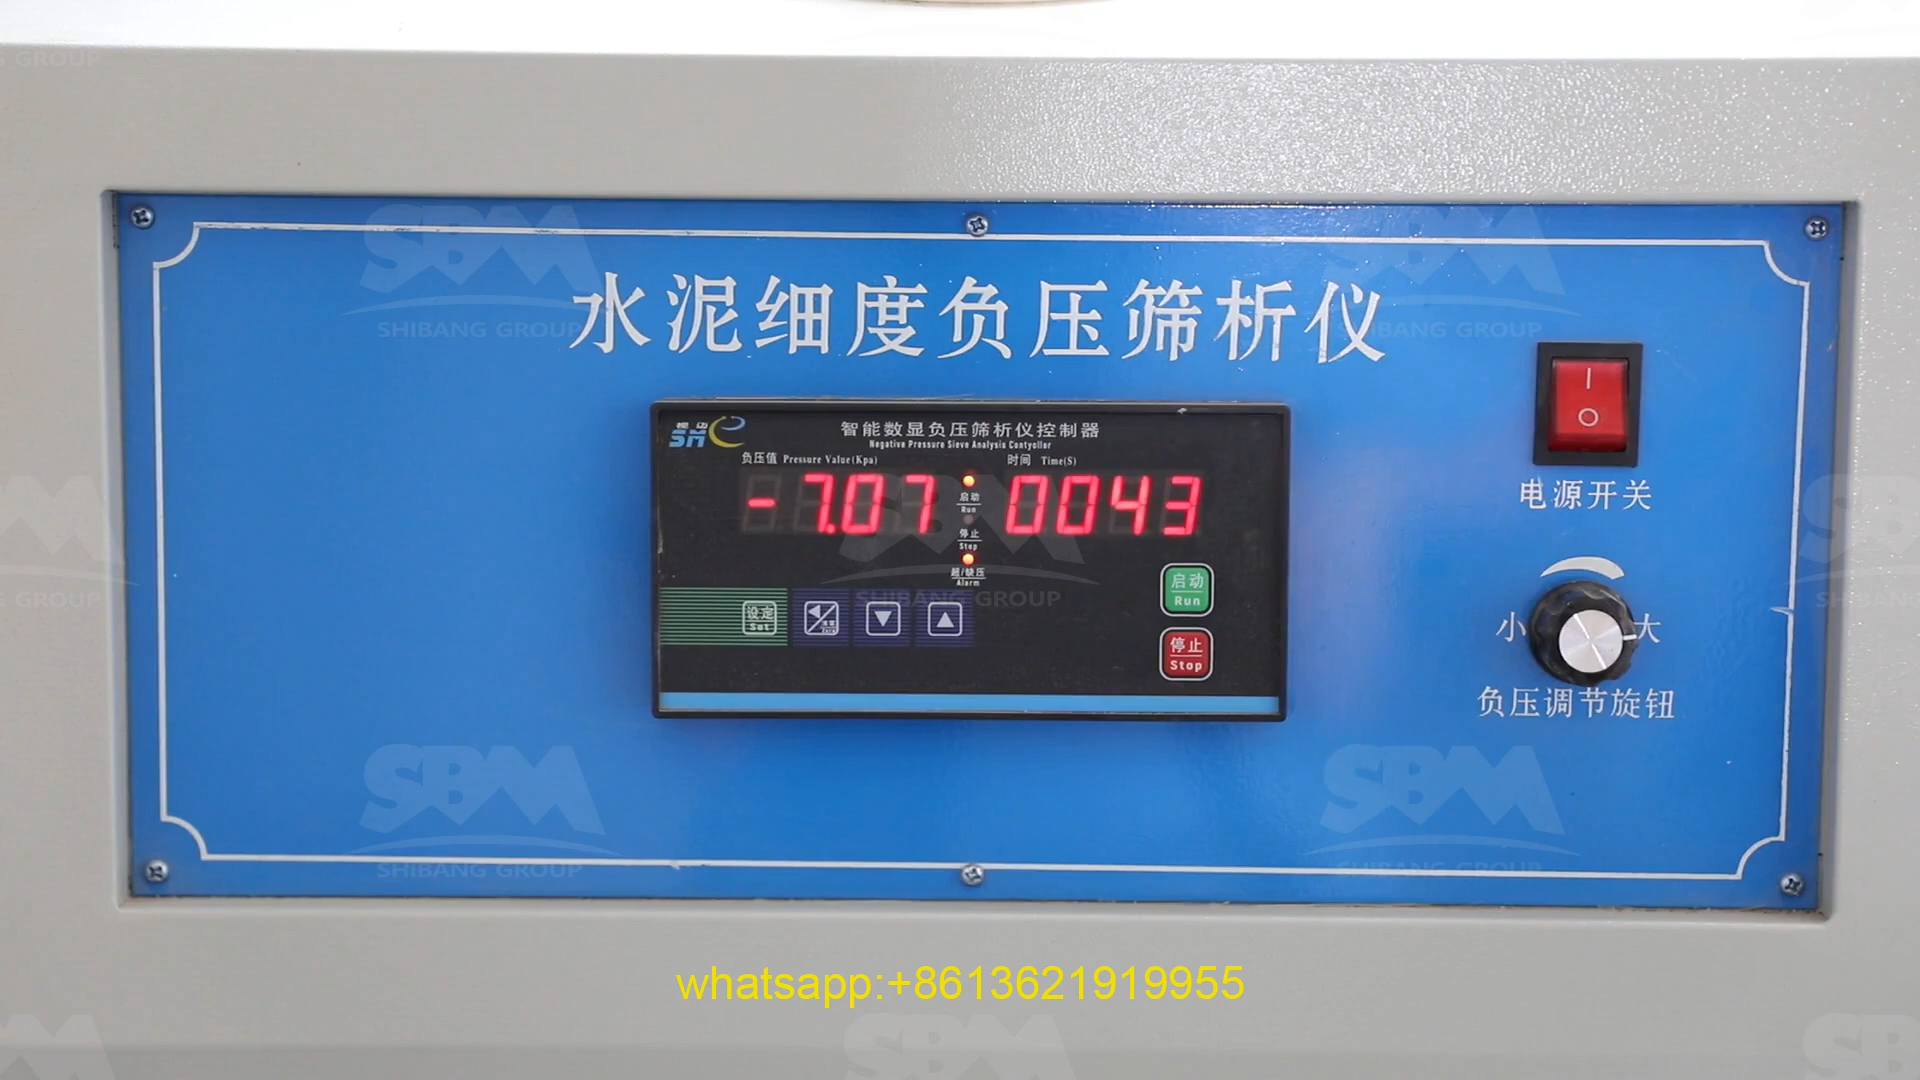 水泥细度负压筛析仪
SH
智能数显负压筛析仪控制器
Negative Pressure Sieve Analysis Contyoller
负压值 Pressure Value(Kpa)
时间 Time(S)
-7.07
0043
启动
Run
停止
Stop
超/缺压
Alarm
设定
Set
启动
Run
停止
Stop
电源开关
小
大
负压调节旋钮
SBM
SHIBANG GROUP
whatsapp:+8613621919955